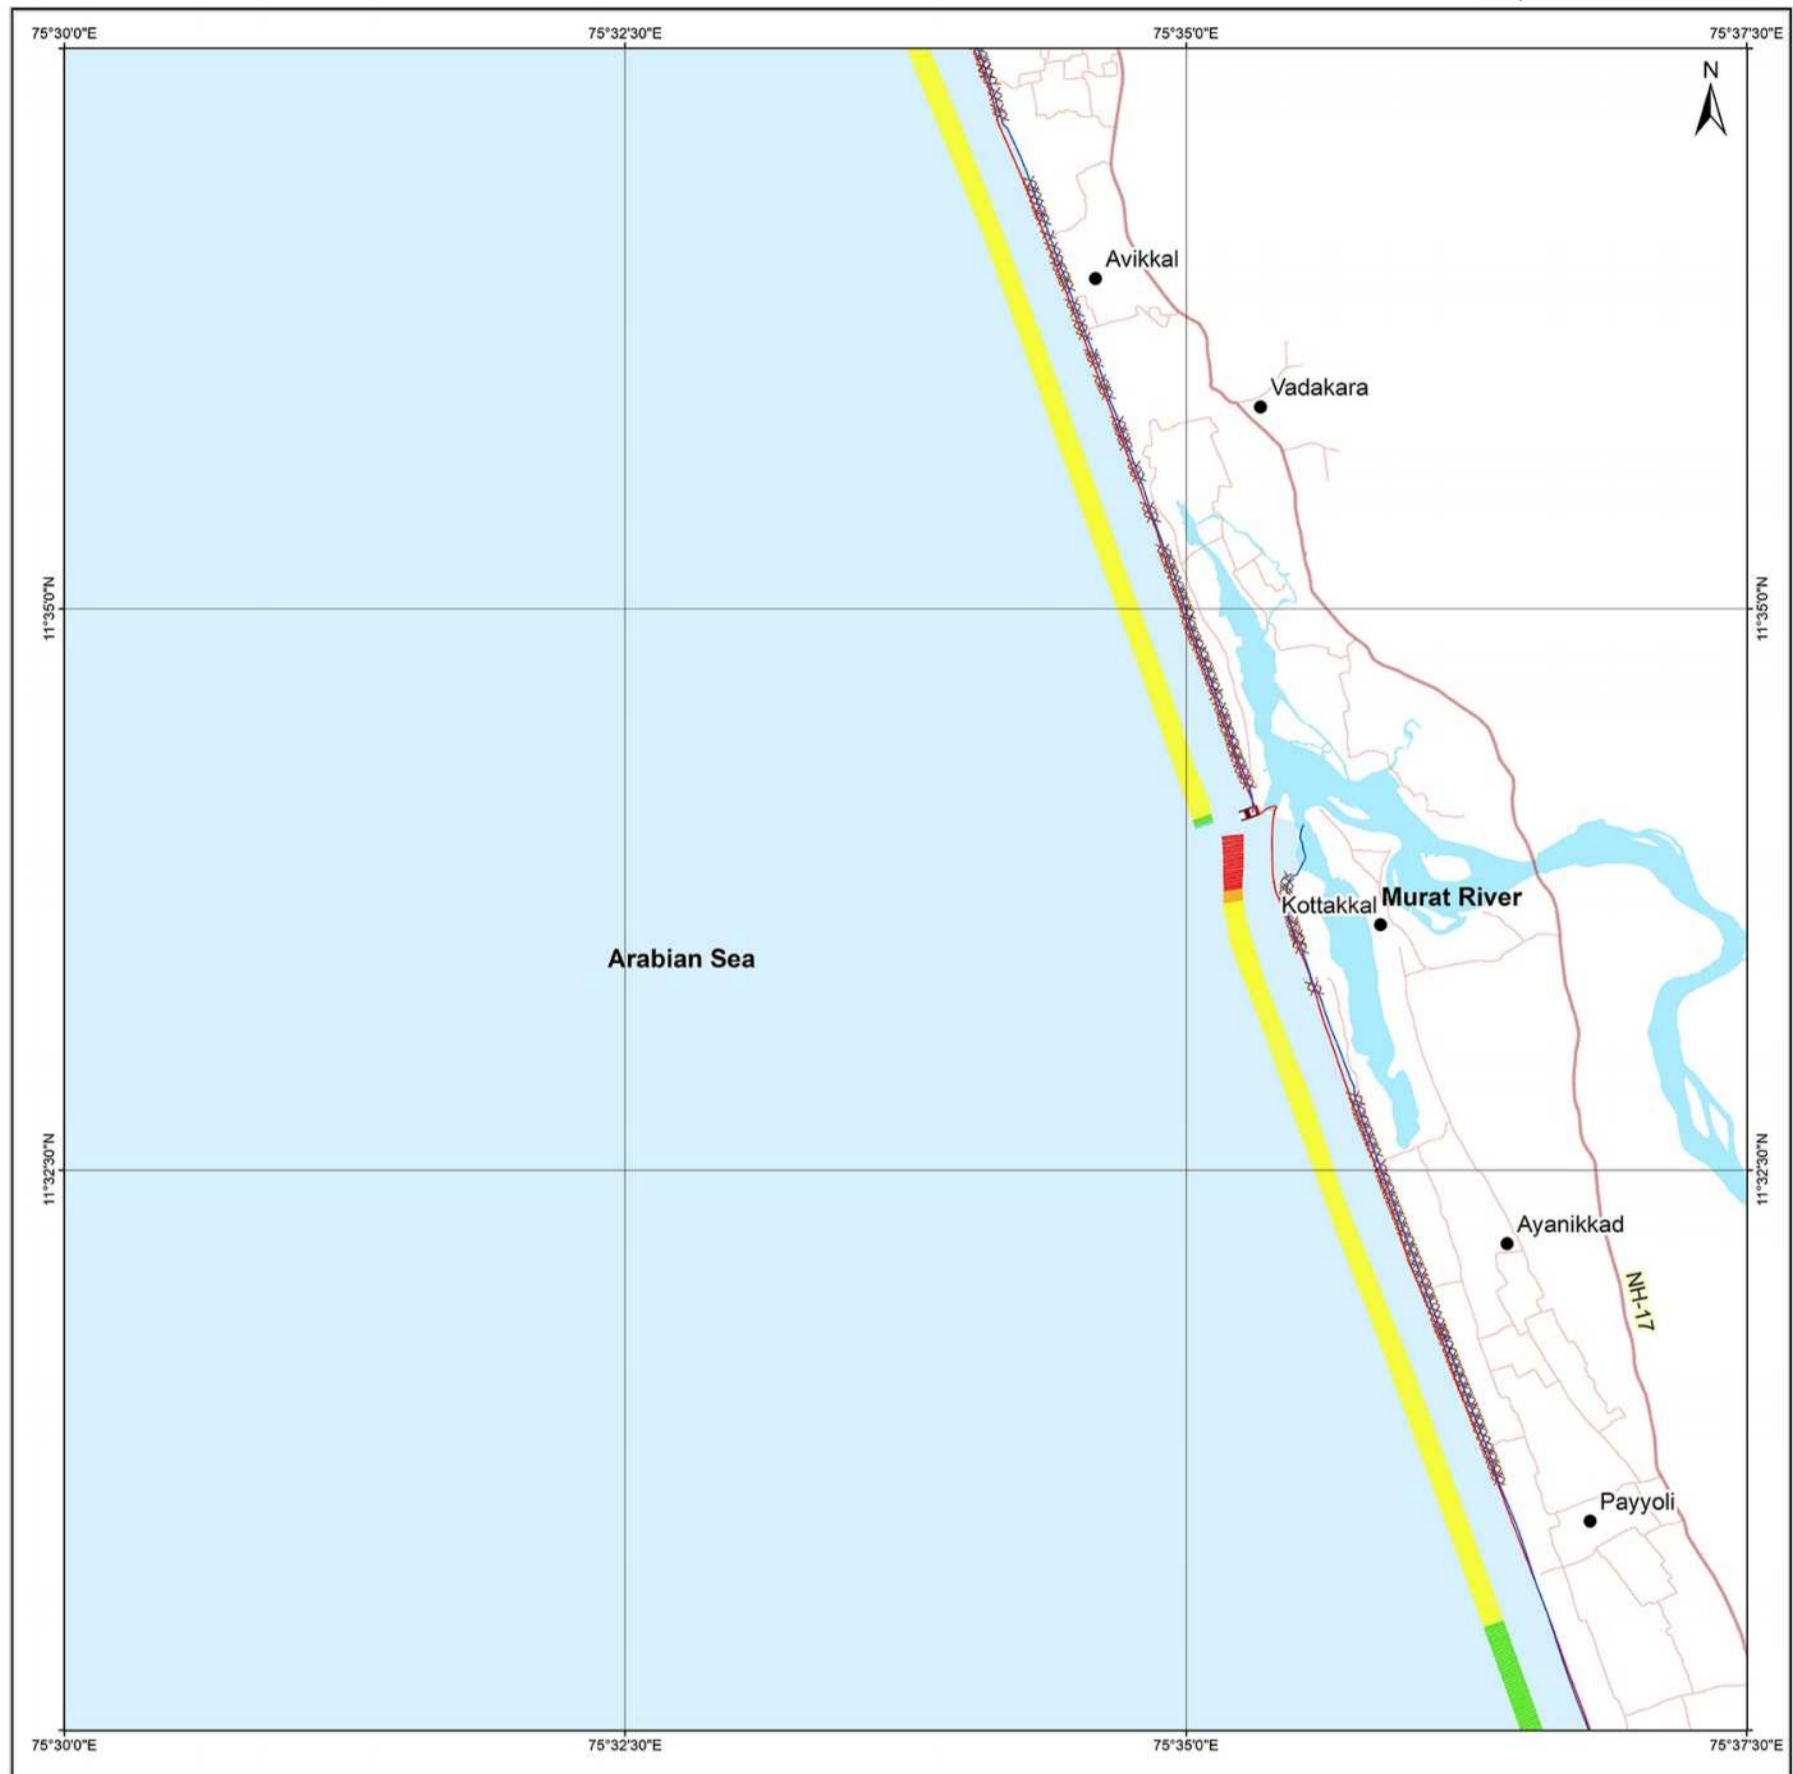 75°30'0"E 75°32'30"E 75°35'0"E 75°37'30"E
N
Avikkal
Vadakara
11°35'0"N 11°35'0"N
Kottakkal Murat River
Arabian Sea
11°32'30"N 11°32'30"N
Ayanikkad
NH-17
Payyoli
75°30'0"E 75°32'30"E 75°35'0"E 75°37'30"E